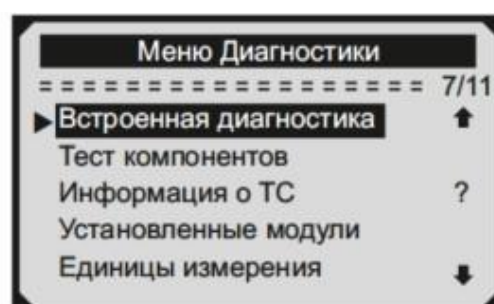 Меню Диагностики
= = = = = = = = = = = = = = = = = = 7/11
Встроенная диагностика
Тест компонентов
Информация о ТС ?
Установленные модули
Единицы измерения